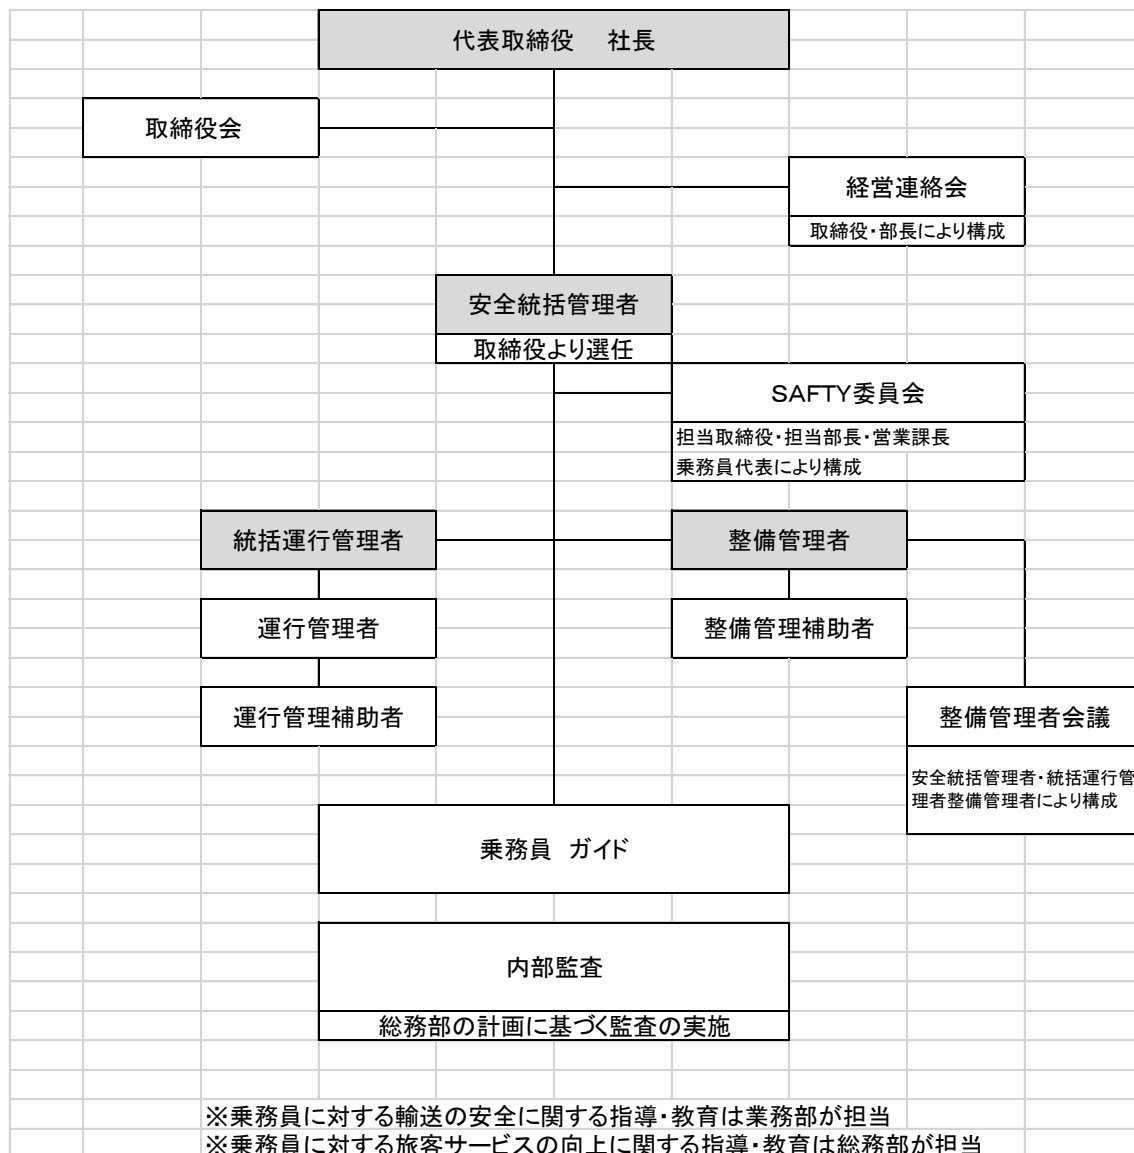 代表取締役　社長
取締役会
経営連絡会
取締役・部長により構成
安全統括管理者
取締役より選任
SAFTY委員会
担当取締役・担当部長・営業課長
乗務員代表により構成
統括運行管理者
整備管理者
運行管理者
整備管理補助者
運行管理補助者
整備管理者会議
安全統括管理者・統括運行管
理者整備管理者により構成
乗務員　ガイド
内部監査
総務部の計画に基づく監査の実施
※乗務員に対する輸送の安全に関する指導・教育は業務部が担当
※乗務員に対する旅客サービスの向上に関する指導・教育は総務部が担当